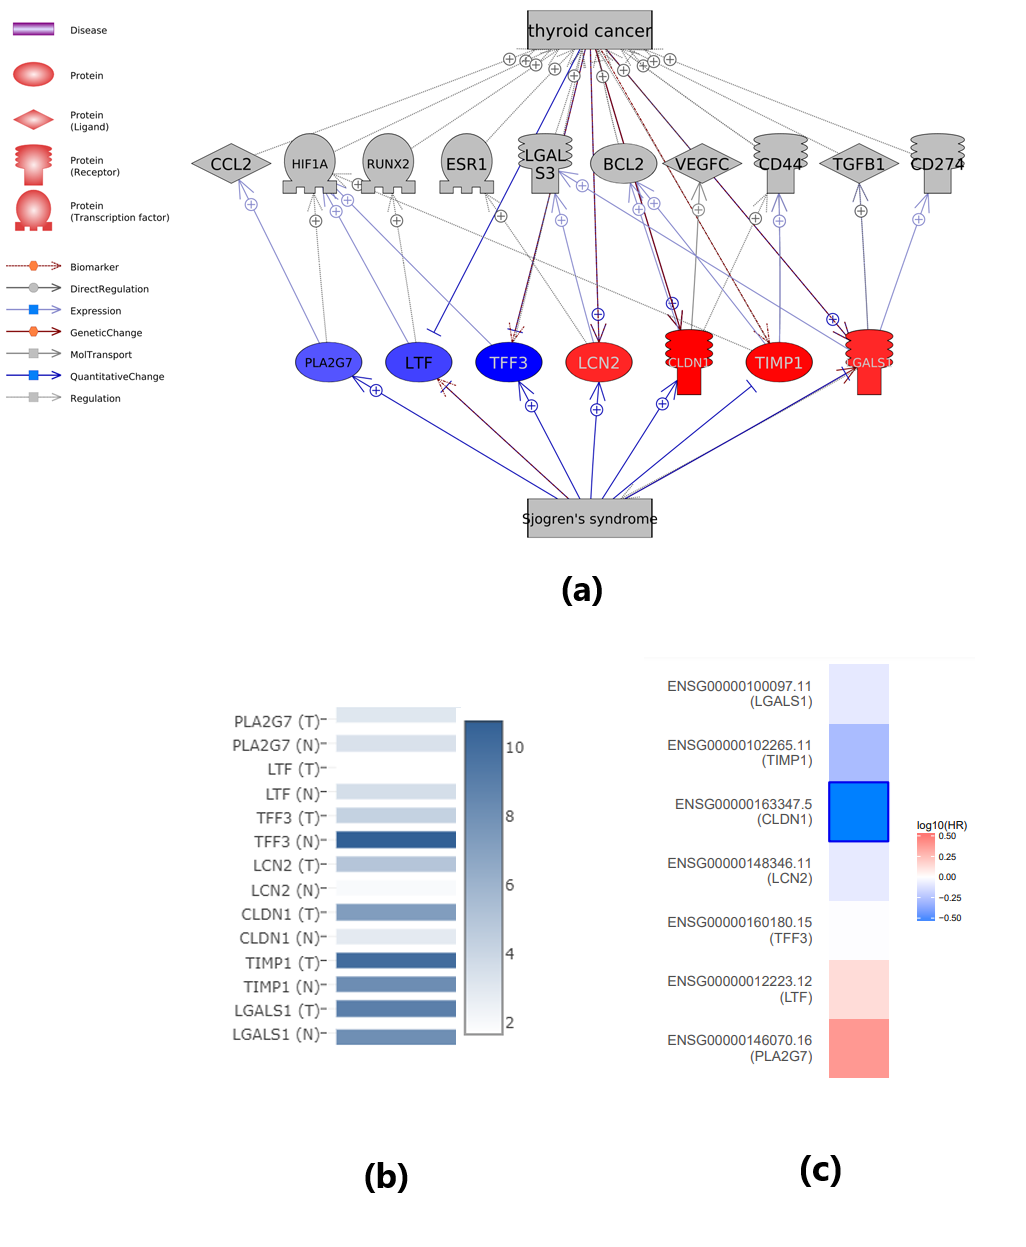 Disease
Protein
Protein
(Ligand)
Protein
(Receptor)
Protein
(Transcription factor)
Biomarker
DirectRegulation
Expression
GeneticChange
MolTransport
QuantitativeChange
Regulation
thyroid cancer
CCL2
HIF1A
RUNX2
ESR1
LGAL
S3
BCL2
VEGFC
CD44
TGFB1
CD274
PLA2G7
LTF
TFF3
LCN2
CLDN1
TIMP1
LGALS1
Sjogren's syndrome
(a)
PLA2G7 (T)
PLA2G7 (N)
LTF (T)
LTF (N)
TFF3 (T)
TFF3 (N)
LCN2 (T)
LCN2 (N)
CLDN1 (T)
CLDN1 (N)
TIMP1 (T)
TIMP1 (N)
LGALS1 (T)
LGALS1 (N)
10
8
6
4
2
(b)
ENSG00000100097.11
(LGALS1)
ENSG00000102265.11
(TIMP1)
ENSG00000163347.5
(CLDN1)
ENSG00000148346.11
(LCN2)
ENSG00000160180.15
(TFF3)
ENSG00000012223.12
(LTF)
ENSG00000146070.16
(PLA2G7)
log10(HR)
0.50
0.25
0.00
−0.25
−0.50
(c)